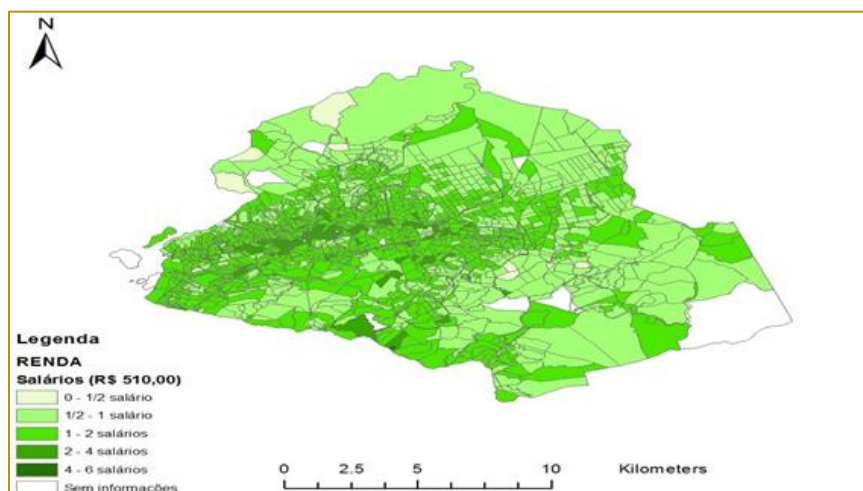 N
Legenda
RENDA
Salários (R$ 510,00)
0 - 1/2 salário
1/2 - 1 salário
1 - 2 salários
2 - 4 salários
4 - 6 salários
Sem informações
0 2.5 5 10 Kilometers